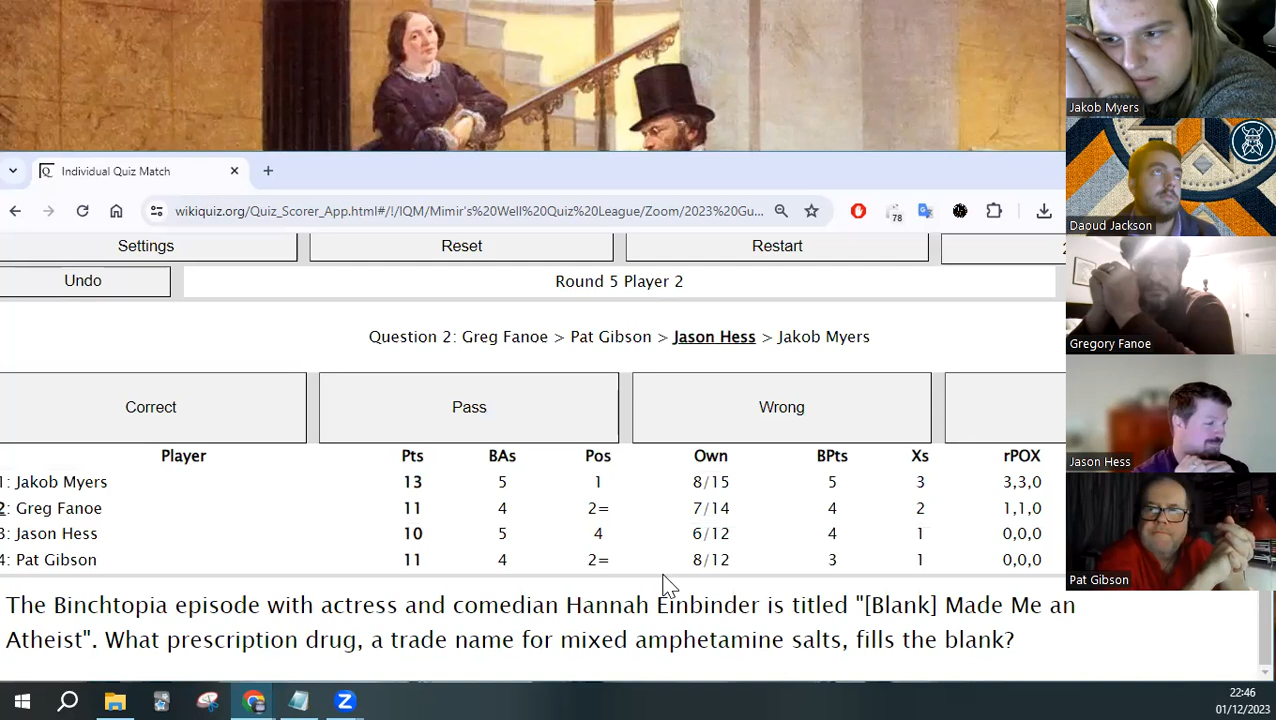 Individual Quiz Match
wikiquiz.org/Quiz_Scorer_App.html#/!/IQM/Mimir's%20Well%20Quiz%20League/Zoom/2023%20Gu...
78
Settings Reset Restart
Undo Round 5 Player 2
Question 2: Greg Fanoe > Pat Gibson > Jason Hess > Jakob Myers
Correct Pass Wrong
Player Pts BAs Pos Own BPts Xs rPOX
1: Jakob Myers 13 5 1 8/15 5 3 3,3,0
2: Greg Fanoe 11 4 2= 7/14 4 2 1,1,0
3: Jason Hess 10 5 4 6/12 4 1 0,0,0
4: Pat Gibson 11 4 2= 8/12 3 1 0,0,0
The Binchtopia episode with actress and comedian Hannah Einbinder is titled "[Blank] Made Me an
Atheist". What prescription drug, a trade name for mixed amphetamine salts, fills the blank?
Jakob Myers
Daoud Jackson
Gregory Fanoe
Jason Hess
Pat Gibson
22:46
01/12/2023